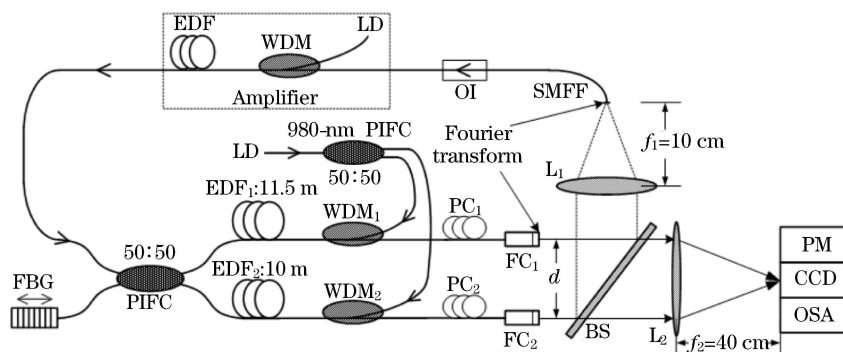 EDF
WDM
LD
Amplifier
OI
SMFF
Fourier
transform
f₁=10 cm
L₁
980-nm PIFC
LD
50:50
EDF₁:11.5 m
WDM₁
PC₁
FC₁
50:50
PIFC
FBG
EDF₂:10 m
WDM₂
PC₂
FC₂
d
BS
L₂
f₂=40 cm
PM
CCD
OSA